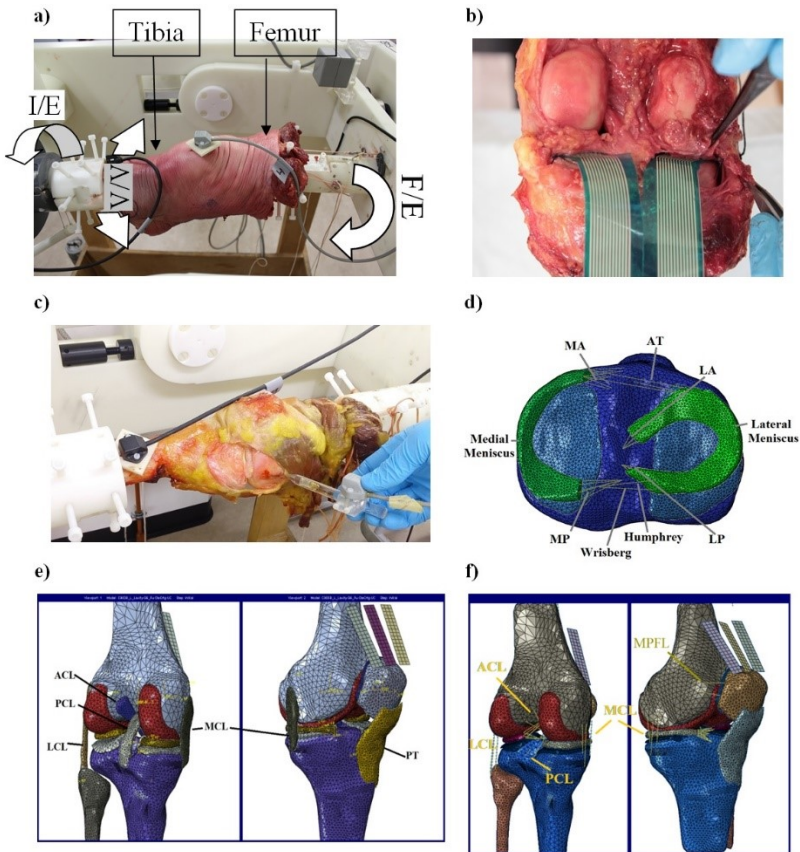 a)
Tibia
Femur
I/E
V/V
F/E
b)
c)
d)
MA
AT
LA
Medial
Meniscus
Lateral
Meniscus
MP
Wrisberg
Humphrey
LP
e)
ACL
PCL
LCL
MCL
PT
f)
MPFL
ACL
MCL
LCL
PCL